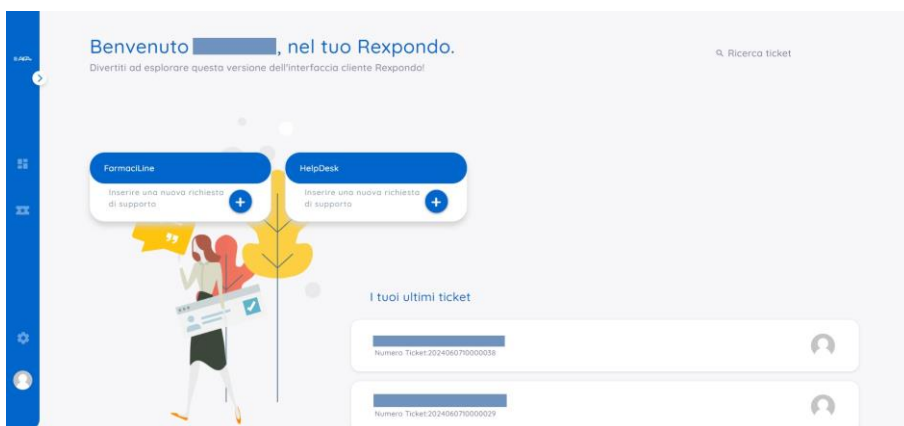 Benvenuto , nel tuo Rexpondo.
Divertiti ad esplorare questa versione dell'interfaccia cliente Rexpondo!
Ricerca ticket
FarmaciLine
Inserire una nuova richiesta
di supporto
HelpDesk
Inserire una nuova richiesta
di supporto
I tuoi ultimi ticket
Numero Ticket:2024060710000038
Numero Ticket:2024060710000029